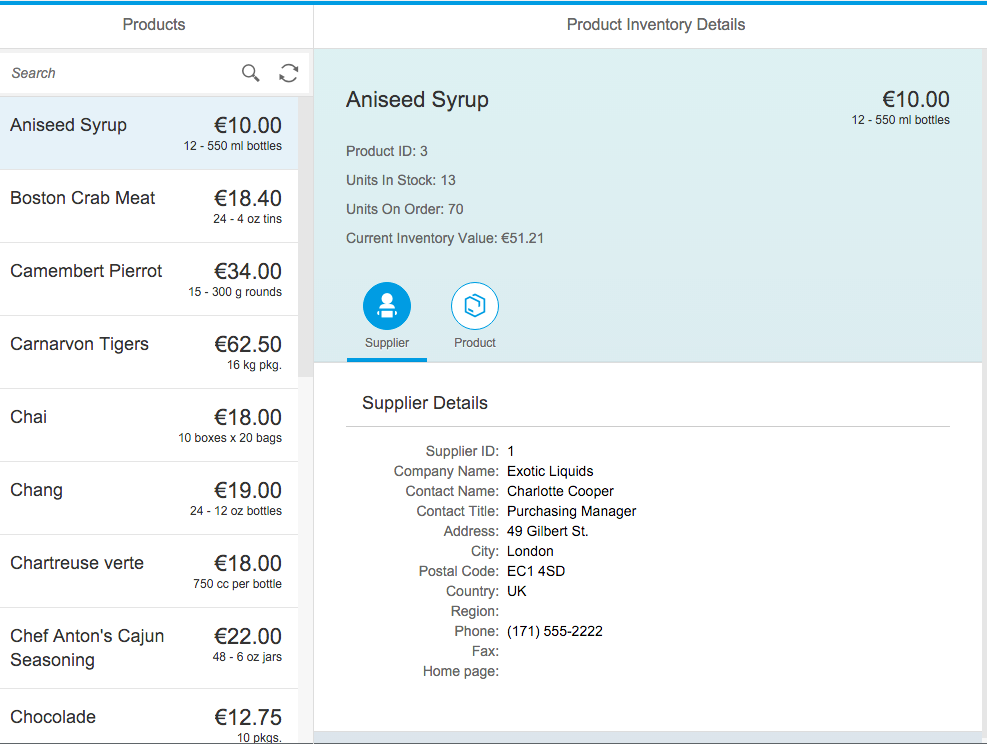 Products
Product Inventory Details
Search
Aniseed Syrup
€10.00
12 - 550 ml bottles
Boston Crab Meat
€18.40
24 - 4 oz tins
Camembert Pierrot
€34.00
15 - 300 g rounds
Carnarvon Tigers
€62.50
16 kg pkg.
Chai
€18.00
10 boxes x 20 bags
Chang
€19.00
24 - 12 oz bottles
Chartreuse verte
€18.00
750 cc per bottle
Chef Anton's Cajun
Seasoning
€22.00
48 - 6 oz jars
Chocolade
€12.75
10 pkgs.
Aniseed Syrup
€10.00
12 - 550 ml bottles
Product ID: 3
Units In Stock: 13
Units On Order: 70
Current Inventory Value: €51.21
Supplier
Product
Supplier Details
Supplier ID: 1
Company Name: Exotic Liquids
Contact Name: Charlotte Cooper
Contact Title: Purchasing Manager
Address: 49 Gilbert St.
City: London
Postal Code: EC1 4SD
Country: UK
Region:
Phone: (171) 555-2222
Fax:
Home page: